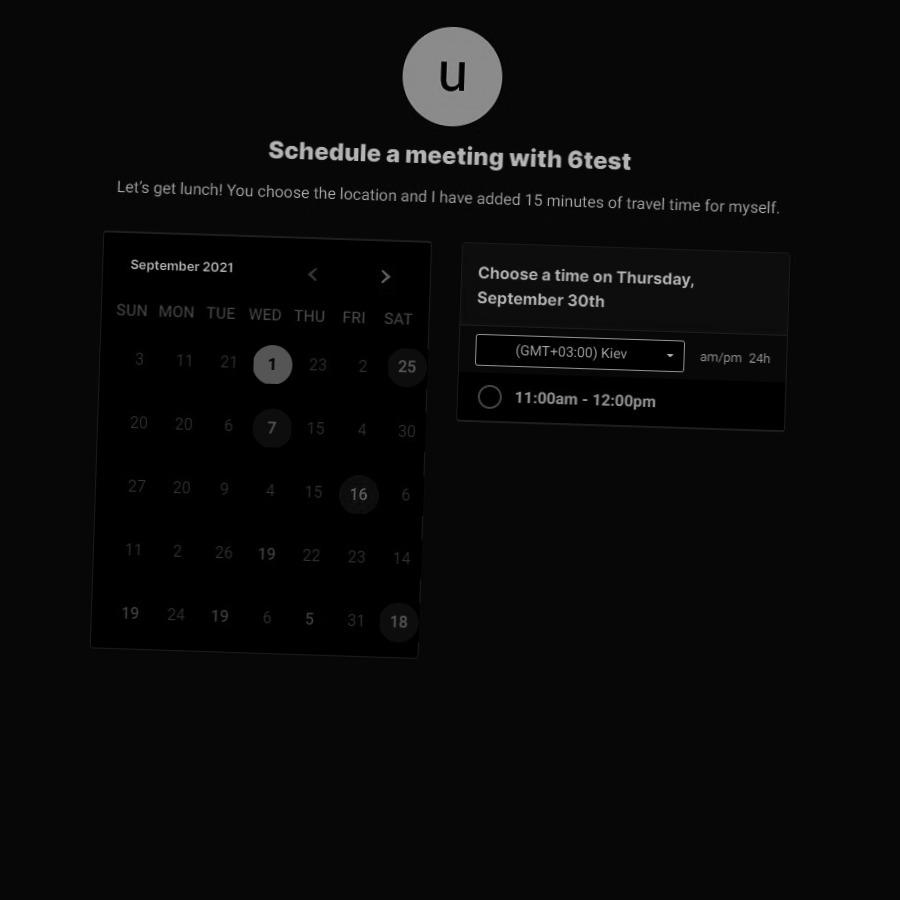 u
Schedule a meeting with 6test
Let's get lunch! You choose the location and I have added 15 minutes of travel time for myself.
September 2021
SUN MON TUE WED THU FRI SAT
3 11 21 1 23 2 25
20 20 6 7 15 4 30
27 20 9 4 15 16 6
11 2 26 19 22 23 14
19 24 19 6 5 31 18
Choose a time on Thursday,
September 30th
(GMT+03:00) Kiev
am/pm 24h
11:00am - 12:00pm